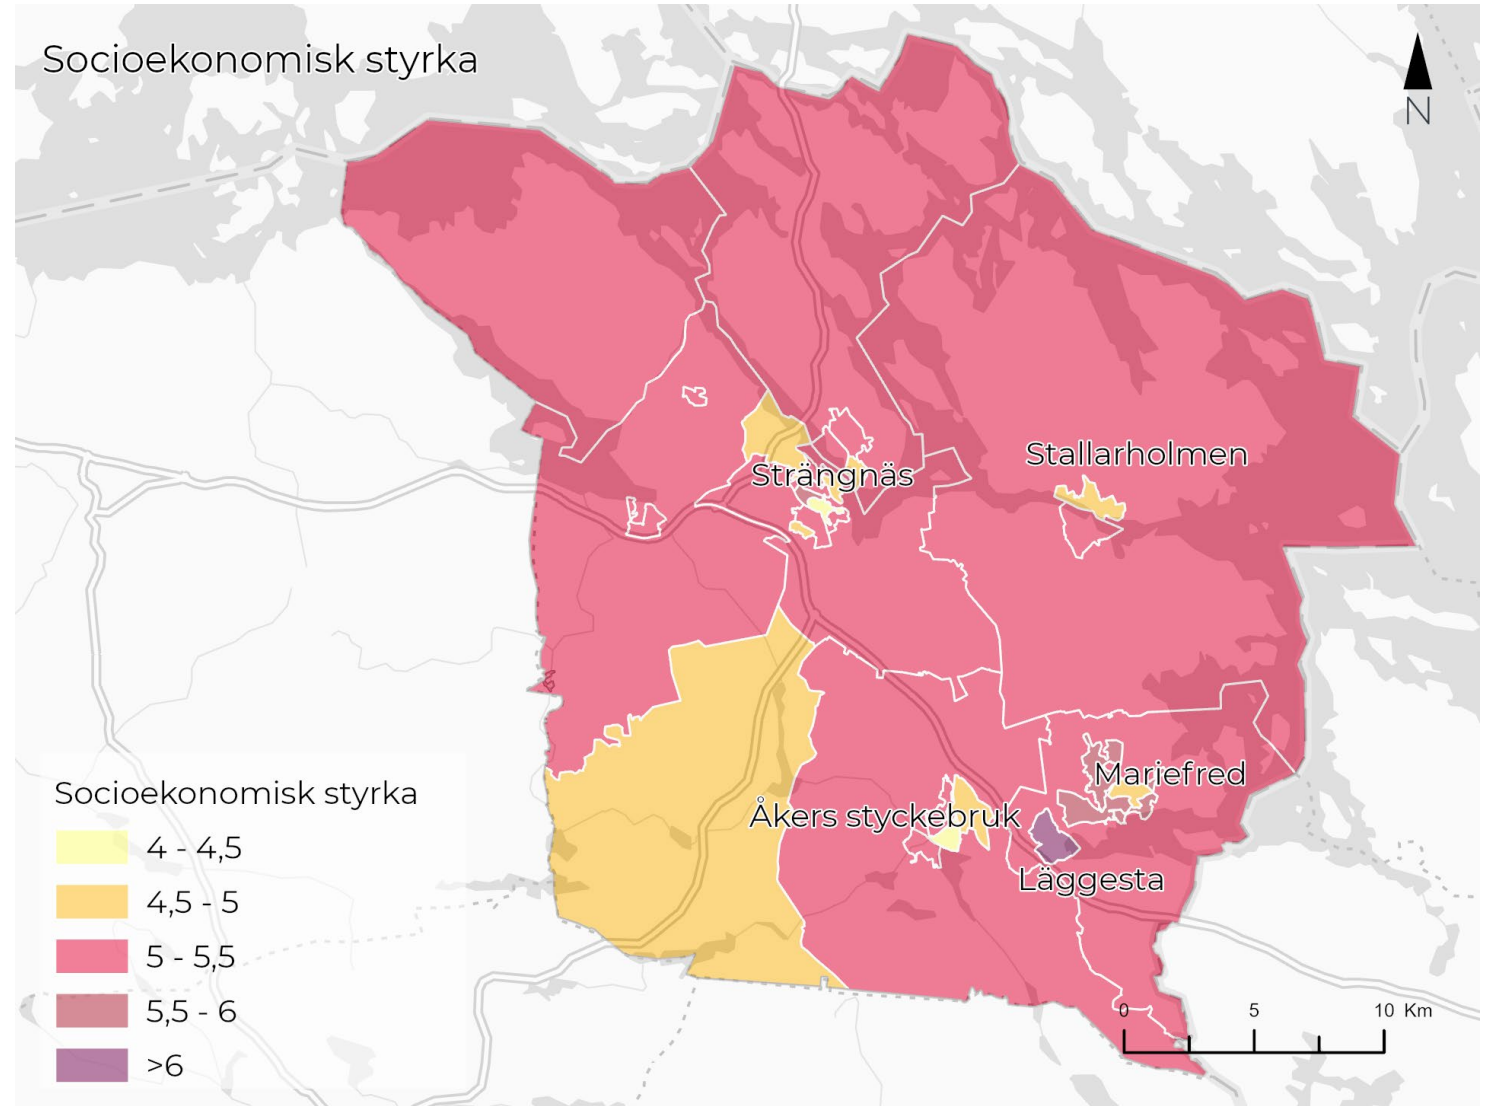 Socioekonomisk styrka
N
Stallarholmen
Strängnäs
Mariefred
Åkers styckebruk
Läggesta
Socioekonomisk styrka
4 - 4,5
4,5 - 5
5 - 5,5
5,5 - 6
>6
0 5 10 Km